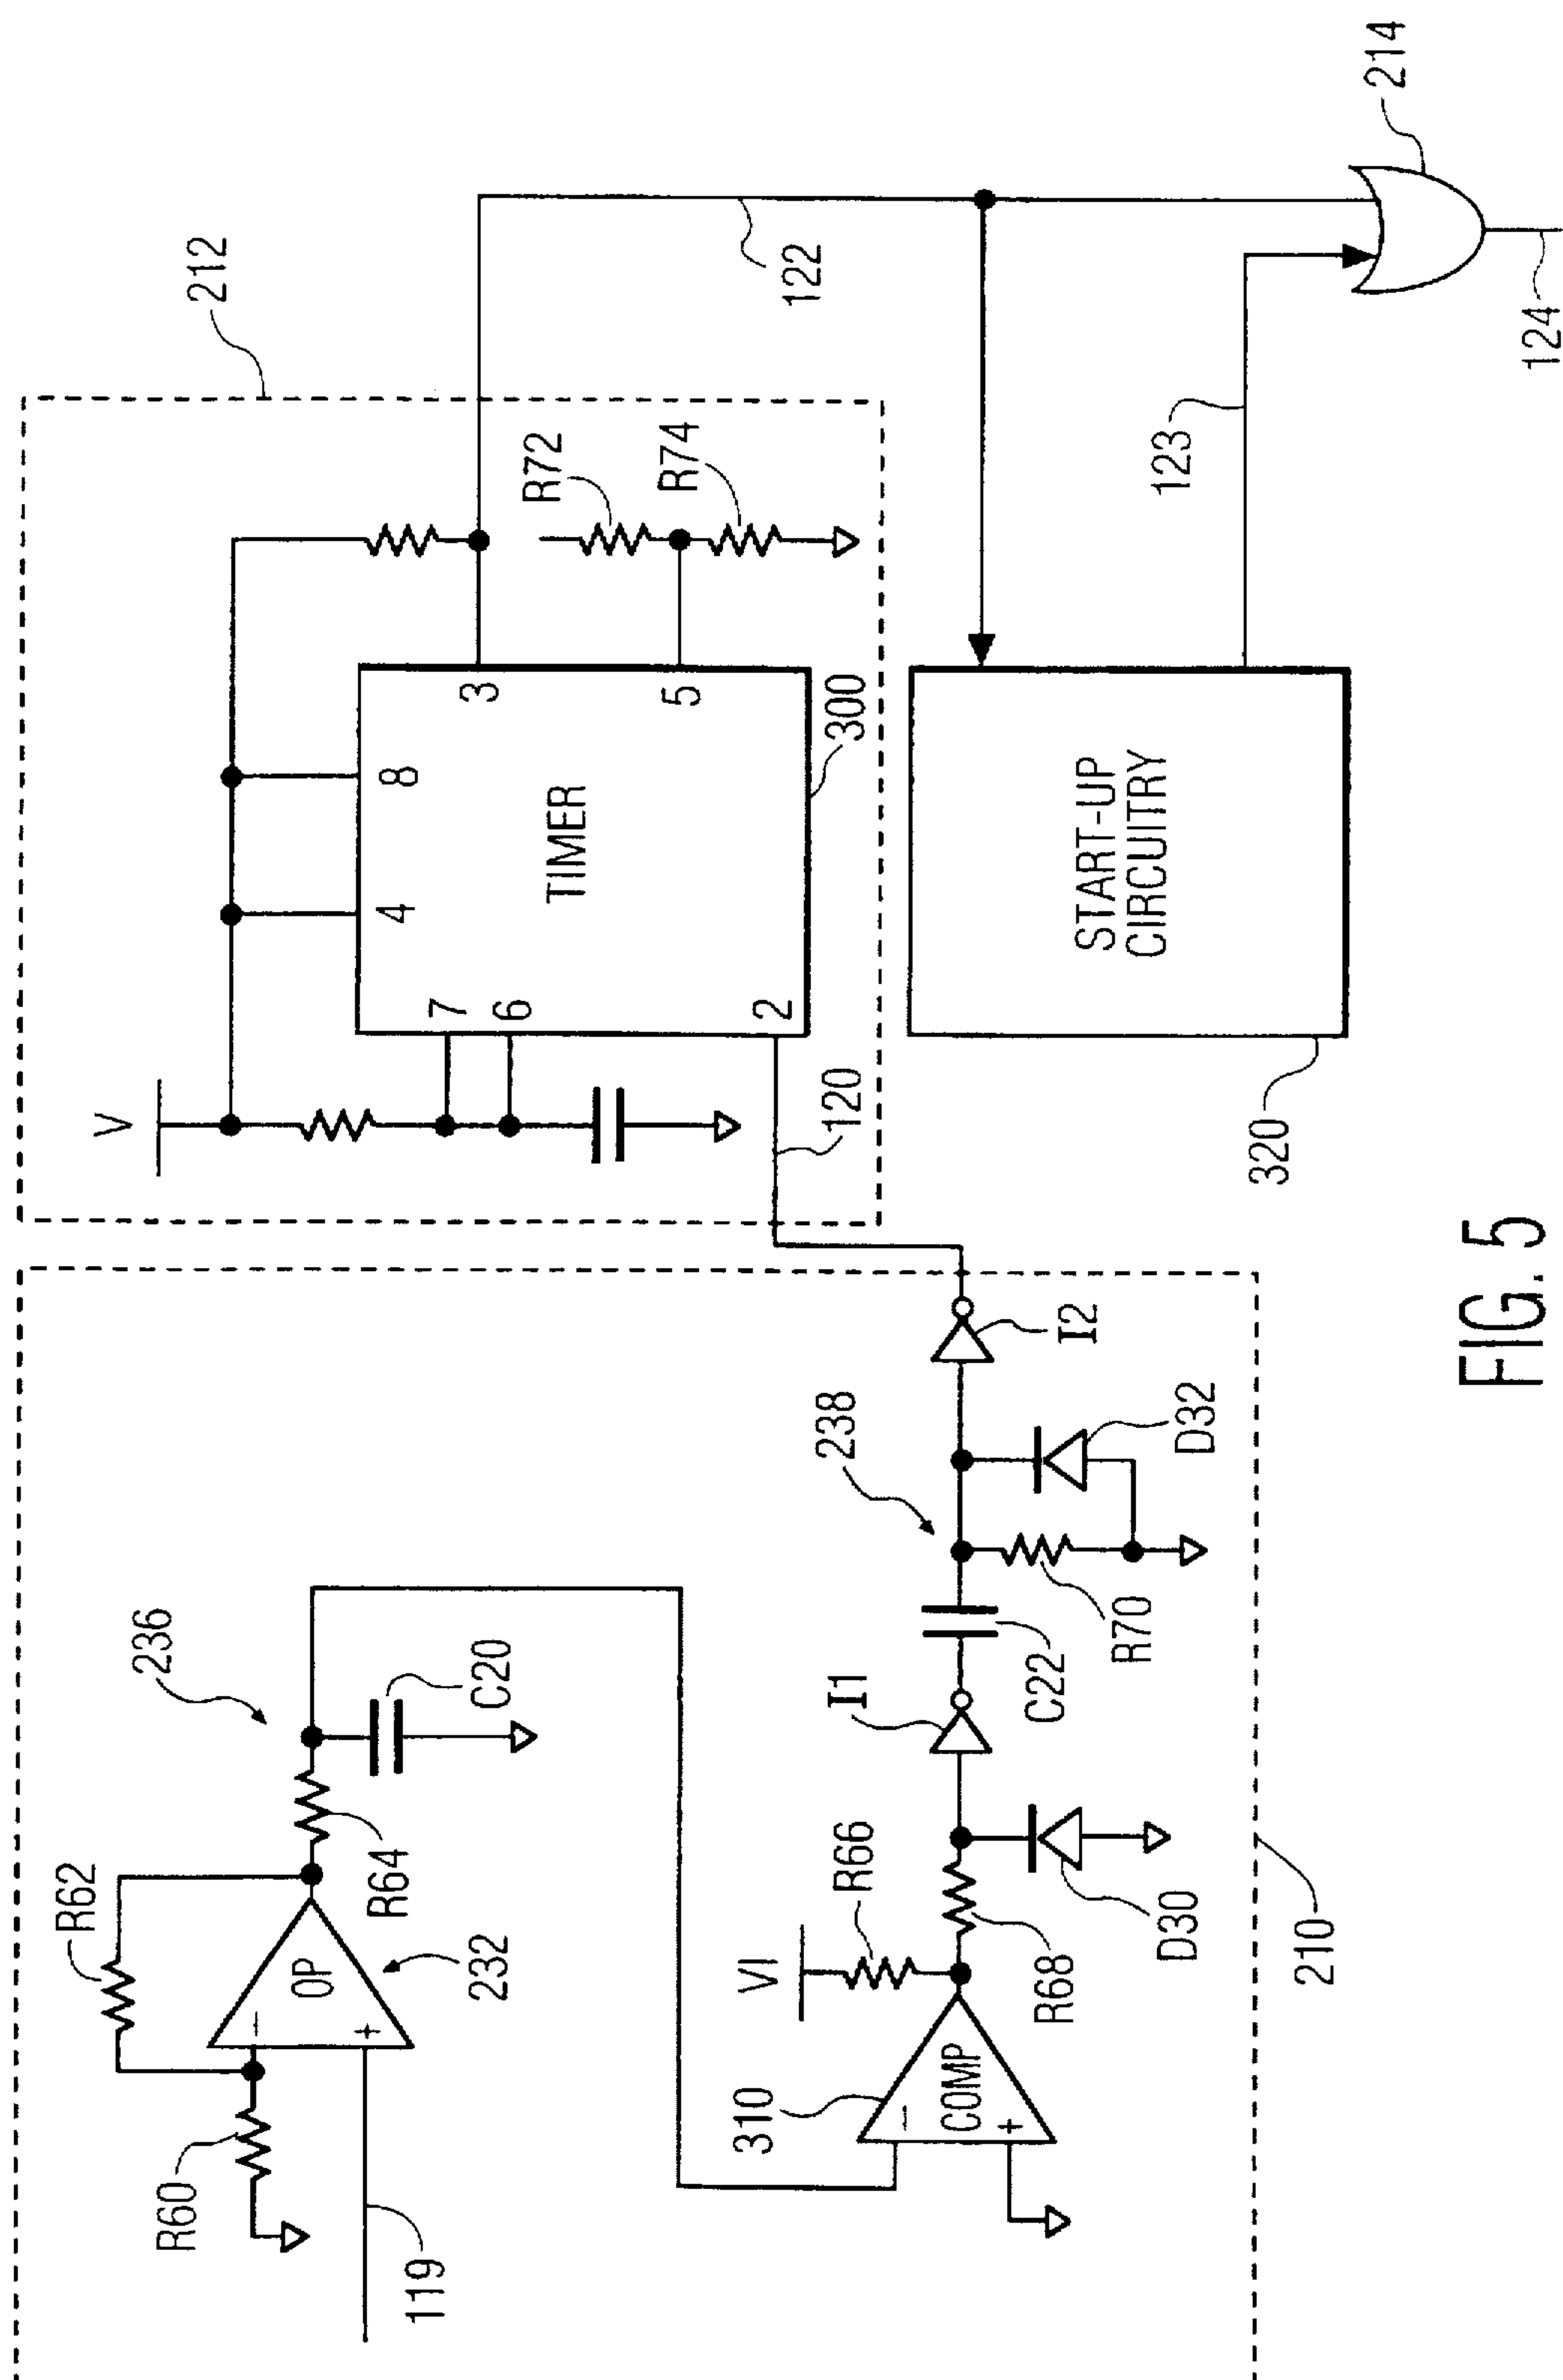 236
R62
R60
OP
−
+
232
119
R64
C20
310
VI
R66
COMP
−
+
R68
D30
I1
C22
238
R70
D32
I2
210
V
212
7
6
4
8
3
5
2
TIMER
R72
R74
300
120
122
START-UP
CIRCUITRY
320
123
214
124
FIG. 5